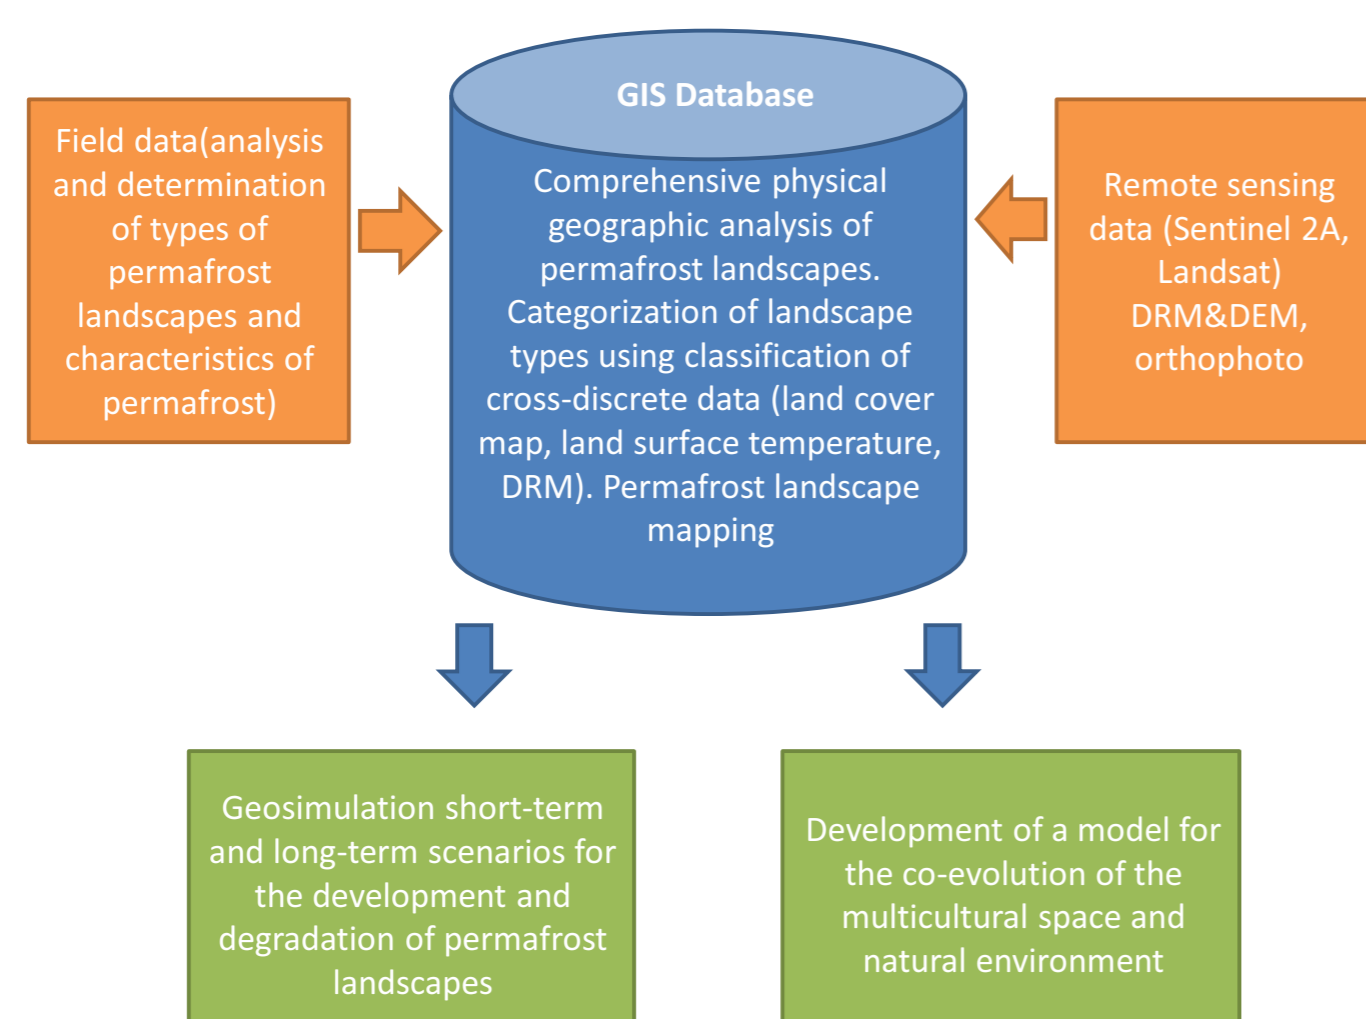 GIS Database
Field data(analysis
and determination
of types of
permafrost
landscapes and
characteristics of
permafrost)
Comprehensive physical
geographic analysis of
permafrost landscapes.
Categorization of landscape
types using classification of
cross-discrete data (land cover
map, land surface temperature,
DRM). Permafrost landscape
mapping
Remote sensing
data (Sentinel 2A,
Landsat)
DRM&DEM,
orthophoto
Geosimulation short-term
and long-term scenarios for
the development and
degradation of permafrost
landscapes
Development of a model for
the co-evolution of the
multicultural space and
natural environment